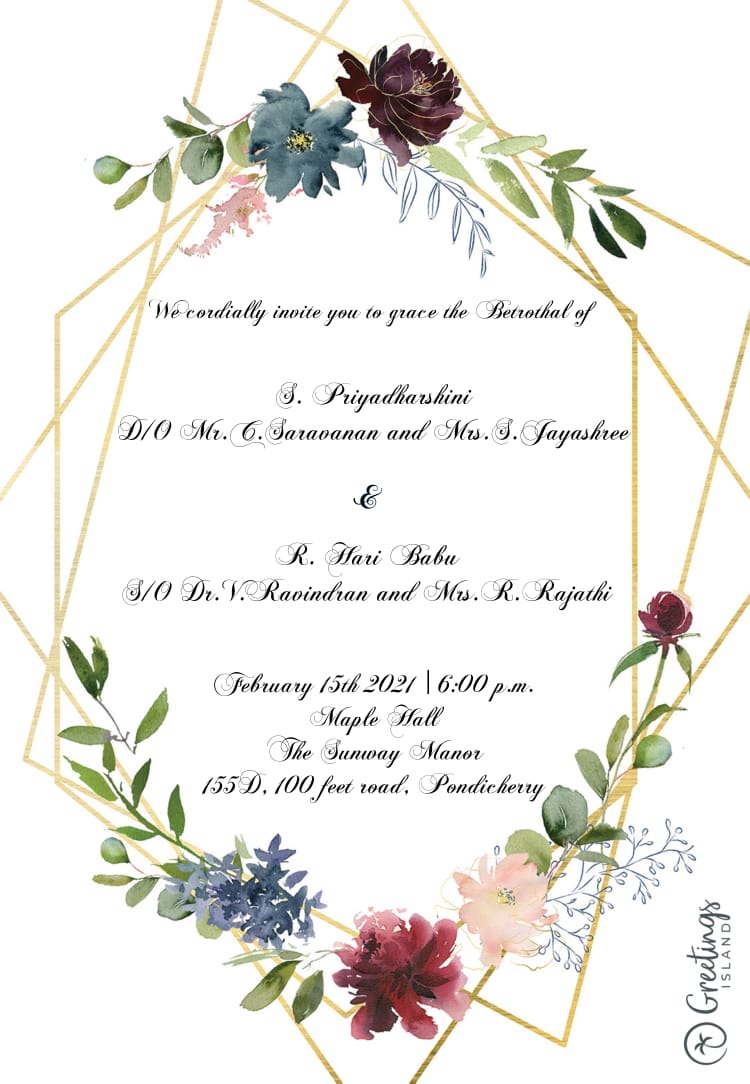 We cordially invite you to grace the Betrothal of
S. Priyadharshini
D/O Mr.C.Saravanan and Mrs.S.Jayashree
&
R. Hari Babu
S/O Dr.V.Ravindran and Mrs.R.Rajathi
February 15th 2021 | 6:00 p.m.
Maple Hall
The Sunway Manor
155D, 100 feet road, Pondicherry
Greetings
ISLAND